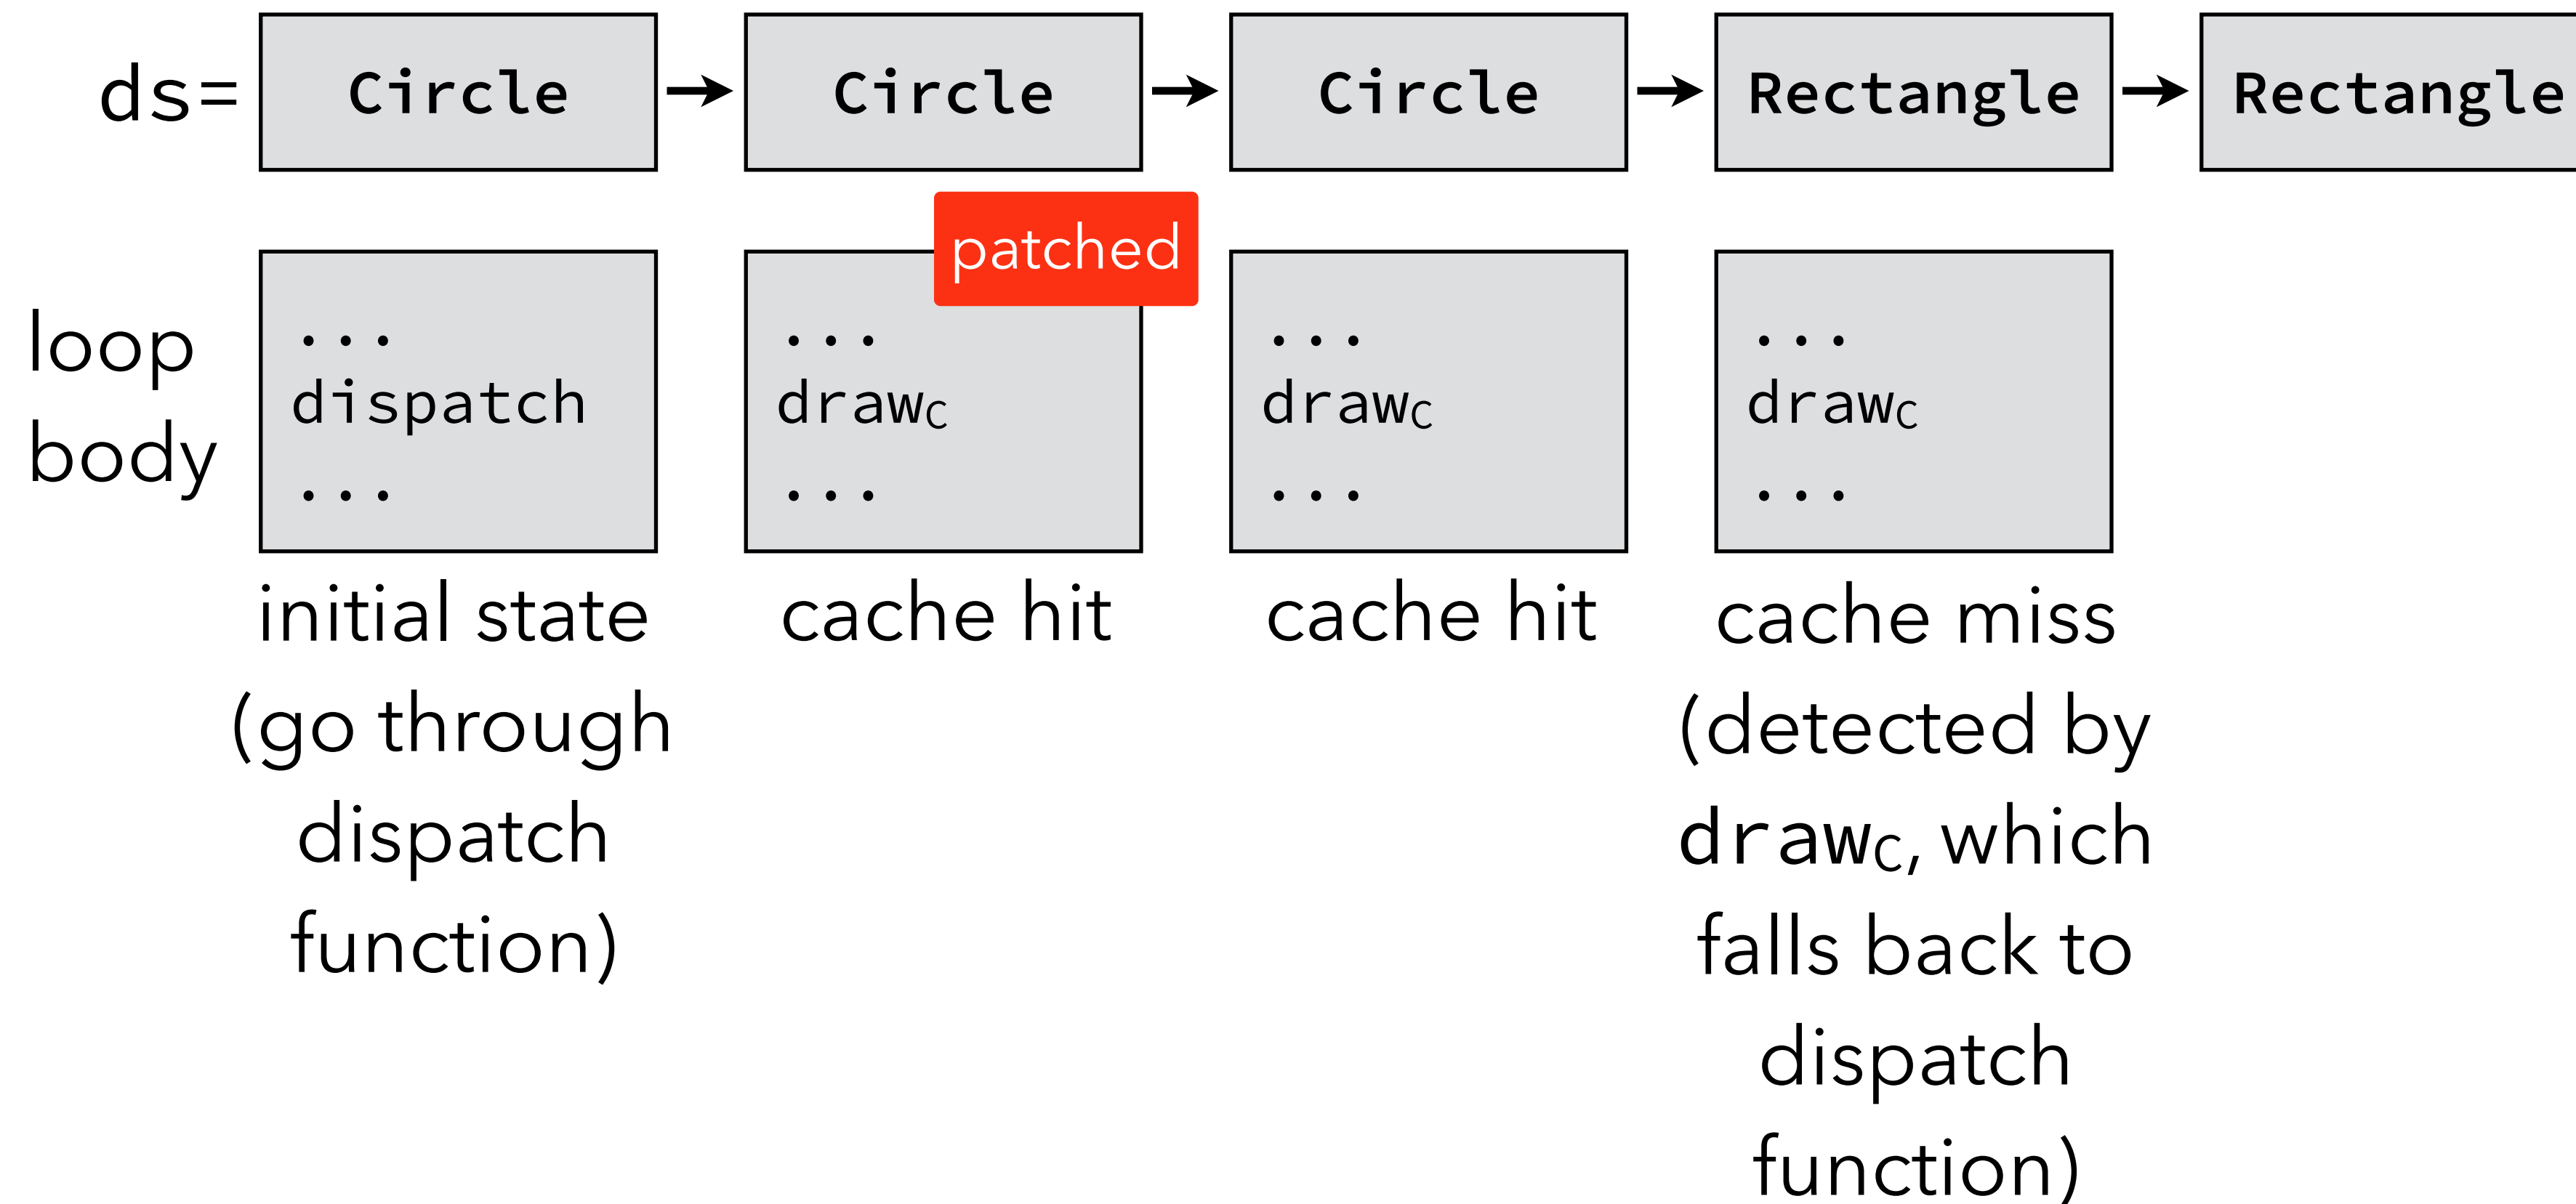 ds= Circle Circle Circle Rectangle Rectangle
patched
loop
body
...
dispatch
...
...
drawC
...
...
drawC
...
...
drawC
...
initial state
(go through
dispatch
function)
cache hit
cache hit
cache miss
(detected by
drawC, which
falls back to
dispatch
function)